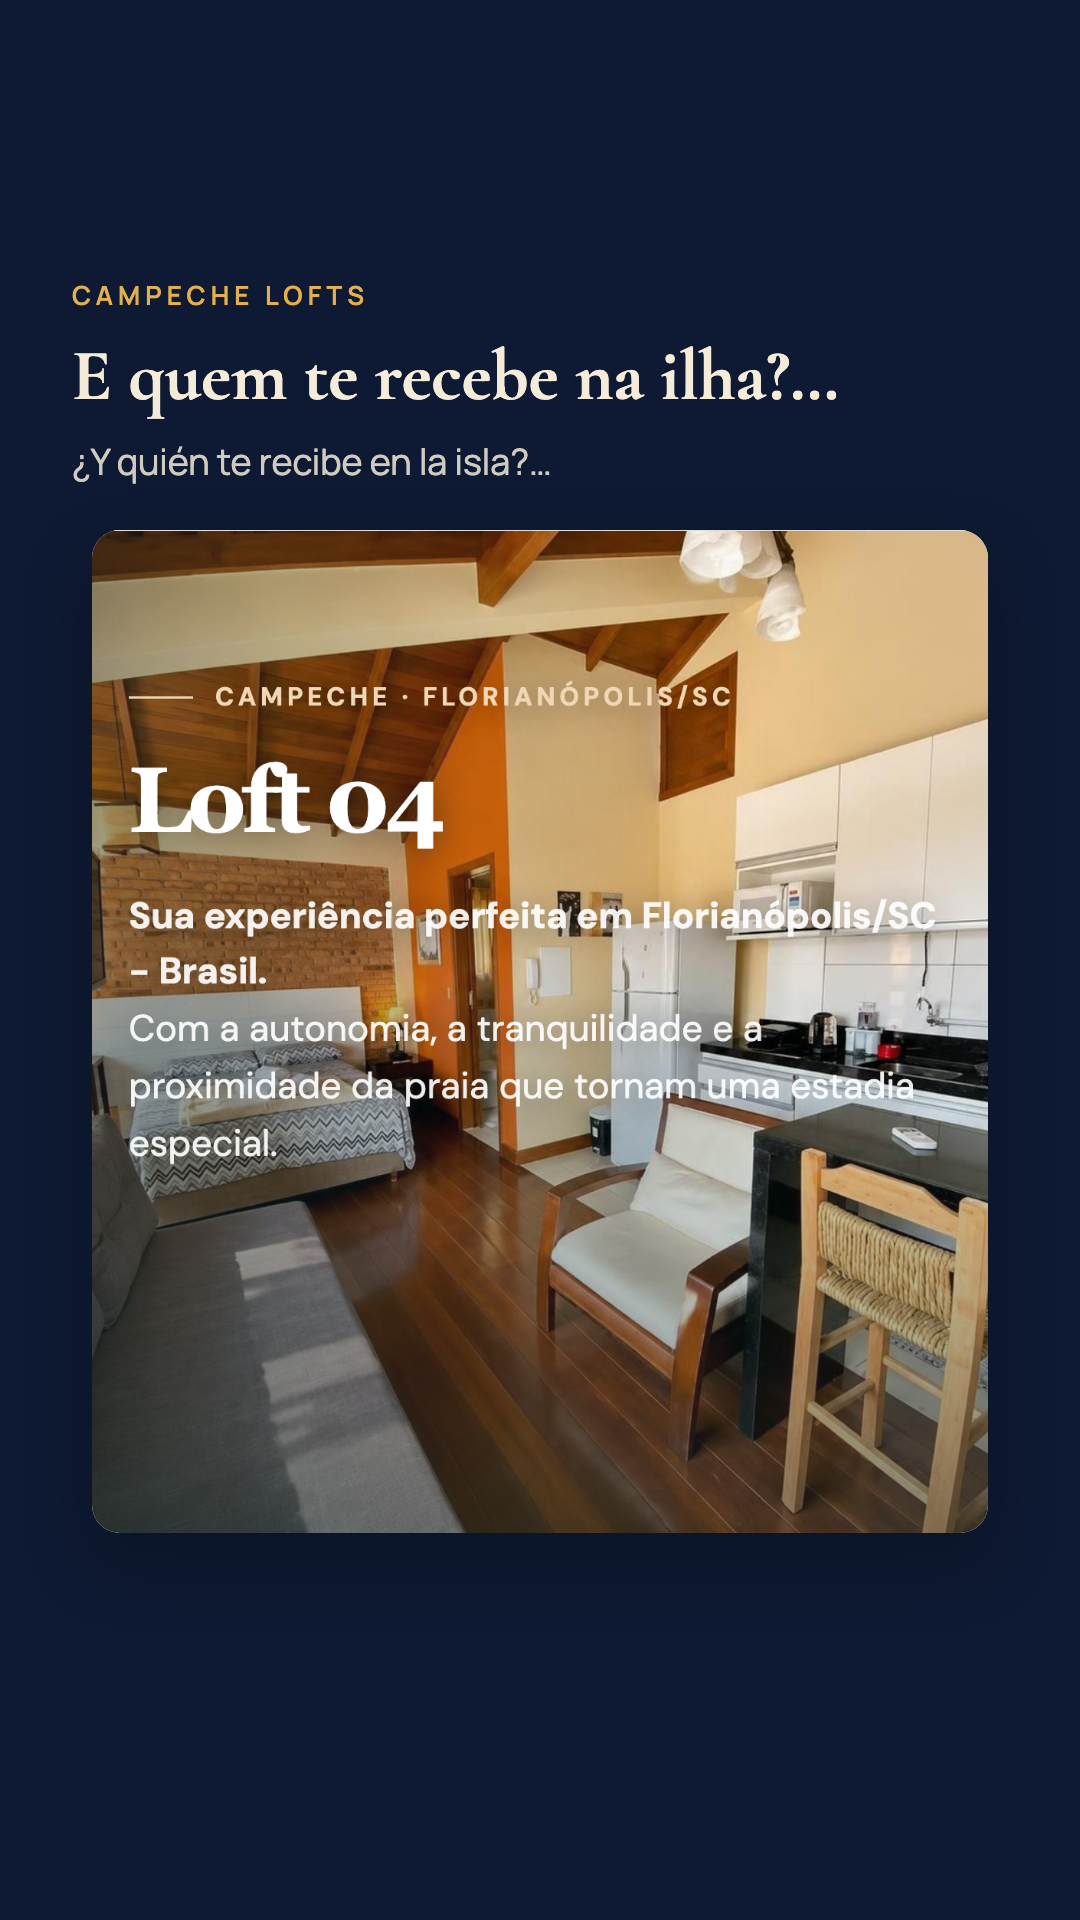 CAMPECHE LOFTS
E quem te recebe na ilha?...
¿Y quién te recibe en la isla?...
CAMPECHE · FLORIANÓPOLIS/SC
Loft 04
Sua experiência perfeita em Florianópolis/SC
– Brasil.
Com a autonomia, a tranquilidade e a
proximidade da praia que tornam uma estadia
especial.